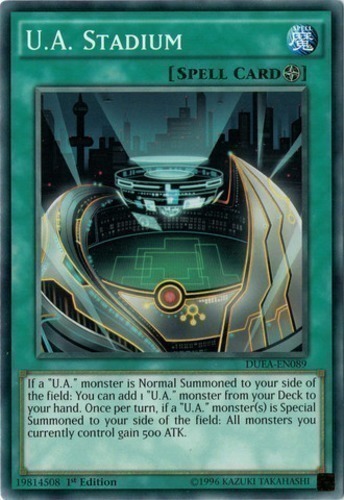 U.A. Stadium
魔
[Spell Card]
DUEA-EN089
If a "U.A." monster is Normal Summoned to your side of
the field: You can add 1 "U.A." monster from your Deck to
your hand. Once per turn, if a "U.A." monster(s) is Special
Summoned to your side of the field: All monsters you
currently control gain 500 ATK.
19814508 1st Edition ©1996 KAZUKI TAKAHASHI